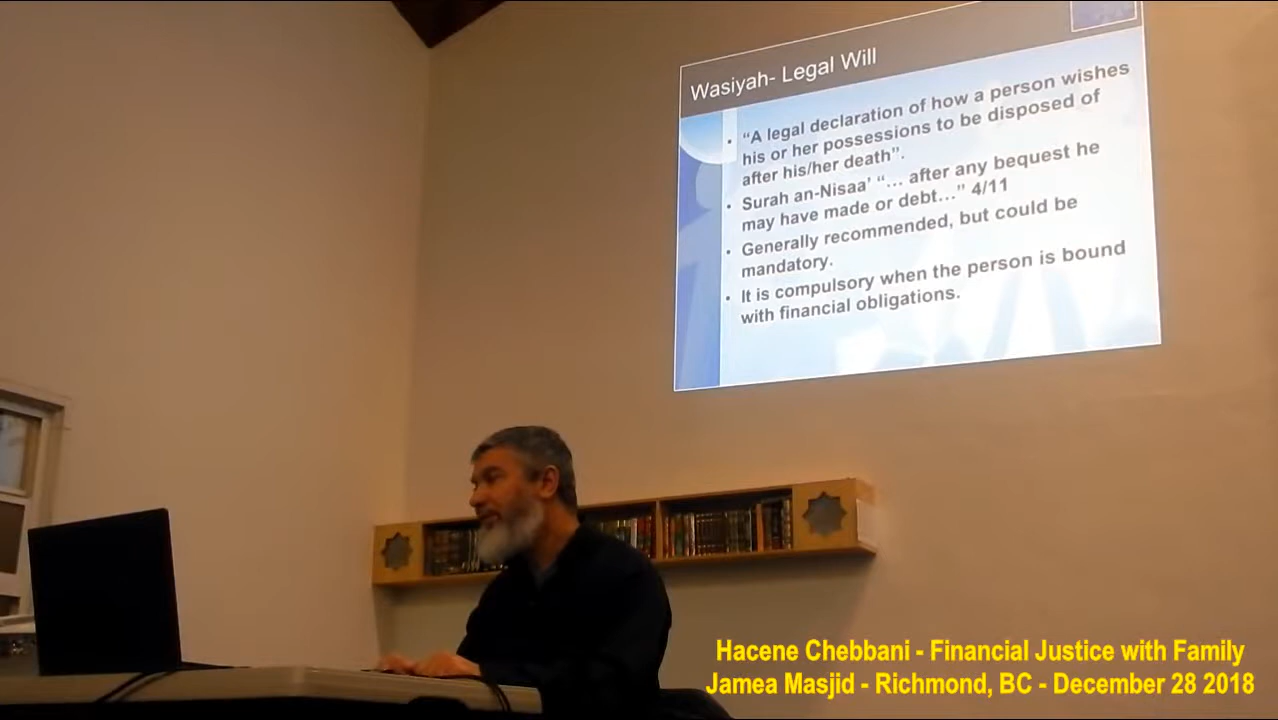 Wasiyah- Legal Will
• “A legal declaration of how a person wishes
his or her possessions to be disposed of
after his/her death”.
• Surah an-Nisaa’ “... after any bequest he
may have made or debt...” 4/11
• Generally recommended, but could be
mandatory.
• It is compulsory when the person is bound
with financial obligations.
Hacene Chebbani - Financial Justice with Family
Jamea Masjid - Richmond, BC - December 28 2018